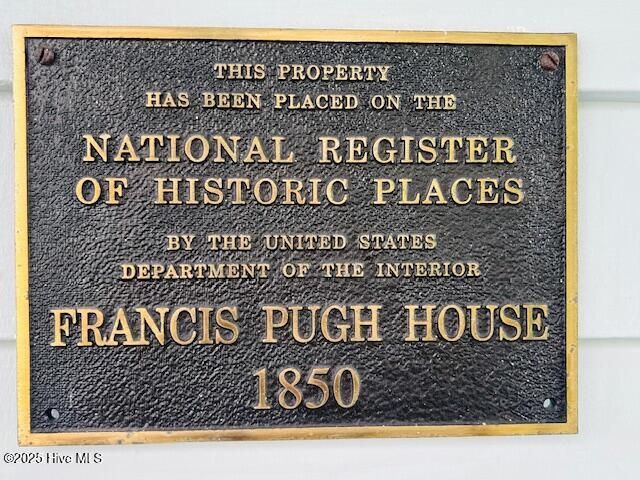 THIS PROPERTY
HAS BEEN PLACED ON THE
NATIONAL REGISTER
OF HISTORIC PLACES
BY THE UNITED STATES
DEPARTMENT OF THE INTERIOR
FRANCIS PUGH HOUSE
1850
©2025 Hive MLS